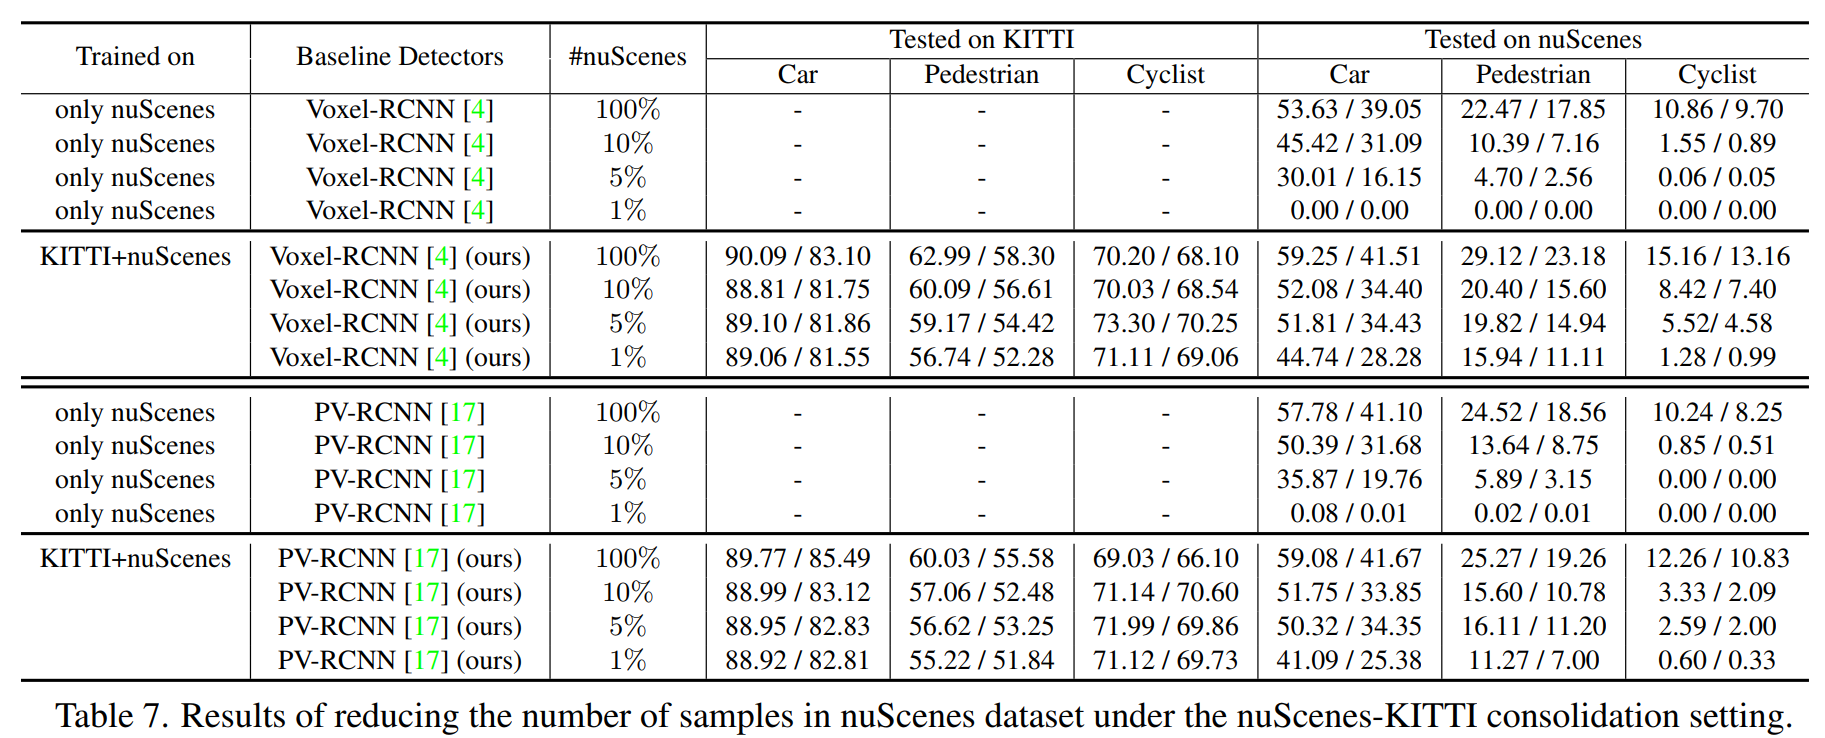 Trained on Baseline Detectors #nuScenes Tested on KITTI Tested on nuScenes
Car Pedestrian Cyclist Car Pedestrian Cyclist
only nuScenes Voxel-RCNN [4] 100% - - - 53.63 / 39.05 22.47 / 17.85 10.86 / 9.70
only nuScenes Voxel-RCNN [4] 10% - - - 45.42 / 31.09 10.39 / 7.16 1.55 / 0.89
only nuScenes Voxel-RCNN [4] 5% - - - 30.01 / 16.15 4.70 / 2.56 0.06 / 0.05
only nuScenes Voxel-RCNN [4] 1% - - - 0.00 / 0.00 0.00 / 0.00 0.00 / 0.00
KITTI+nuScenes Voxel-RCNN [4] (ours) 100% 90.09 / 83.10 62.99 / 58.30 70.20 / 68.10 59.25 / 41.51 29.12 / 23.18 15.16 / 13.16
Voxel-RCNN [4] (ours) 10% 88.81 / 81.75 60.09 / 56.61 70.03 / 68.54 52.08 / 34.40 20.40 / 15.60 8.42 / 7.40
Voxel-RCNN [4] (ours) 5% 89.10 / 81.86 59.17 / 54.42 73.30 / 70.25 51.81 / 34.43 19.82 / 14.94 5.52/ 4.58
Voxel-RCNN [4] (ours) 1% 89.06 / 81.55 56.74 / 52.28 71.11 / 69.06 44.74 / 28.28 15.94 / 11.11 1.28 / 0.99
only nuScenes PV-RCNN [17] 100% - - - 57.78 / 41.10 24.52 / 18.56 10.24 / 8.25
only nuScenes PV-RCNN [17] 10% - - - 50.39 / 31.68 13.64 / 8.75 0.85 / 0.51
only nuScenes PV-RCNN [17] 5% - - - 35.87 / 19.76 5.89 / 3.15 0.00 / 0.00
only nuScenes PV-RCNN [17] 1% - - - 0.08 / 0.01 0.02 / 0.01 0.00 / 0.00
KITTI+nuScenes PV-RCNN [17] (ours) 100% 89.77 / 85.49 60.03 / 55.58 69.03 / 66.10 59.08 / 41.67 25.27 / 19.26 12.26 / 10.83
PV-RCNN [17] (ours) 10% 88.99 / 83.12 57.06 / 52.48 71.14 / 70.60 51.75 / 33.85 15.60 / 10.78 3.33 / 2.09
PV-RCNN [17] (ours) 5% 88.95 / 82.83 56.62 / 53.25 71.99 / 69.86 50.32 / 34.35 16.11 / 11.20 2.59 / 2.00
PV-RCNN [17] (ours) 1% 88.92 / 82.81 55.22 / 51.84 71.12 / 69.73 41.09 / 25.38 11.27 / 7.00 0.60 / 0.33
Table 7. Results of reducing the number of samples in nuScenes dataset under the nuScenes-KITTI consolidation setting.